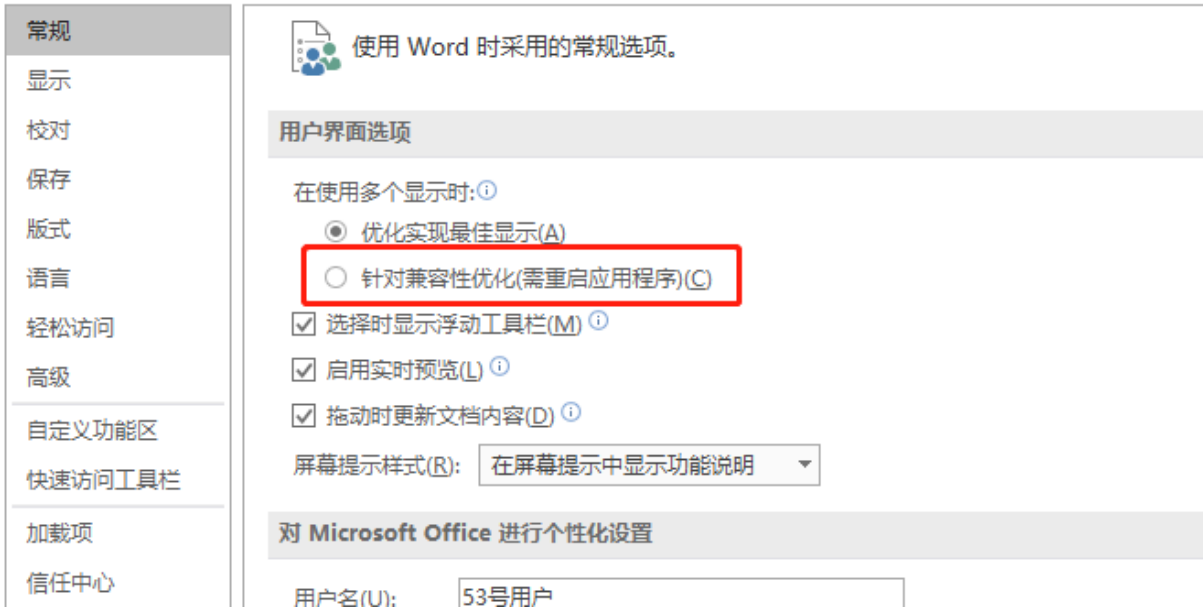 常规
显示
校对
保存
版式
语言
轻松访问
高级
自定义功能区
快速访问工具栏
加载项
信任中心
使用 Word 时采用的常规选项。
用户界面选项
在使用多个显示时:
优化实现最佳显示(A)
针对兼容性优化(需重启应用程序)(C)
选择时显示浮动工具栏(M)
启用实时预览(L)
拖动时更新文档内容(D)
屏幕提示样式(R): 在屏幕提示中显示功能说明
对 Microsoft Office 进行个性化设置
用户名(U): 53号用户